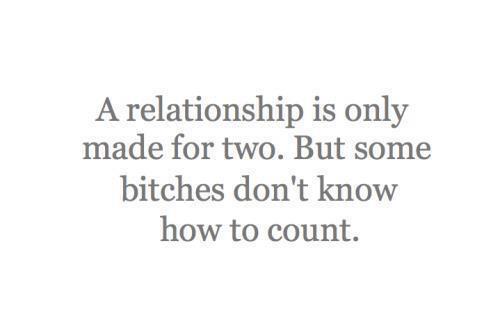 A relationship is only
made for two. But some
bitches don't know
how to count.